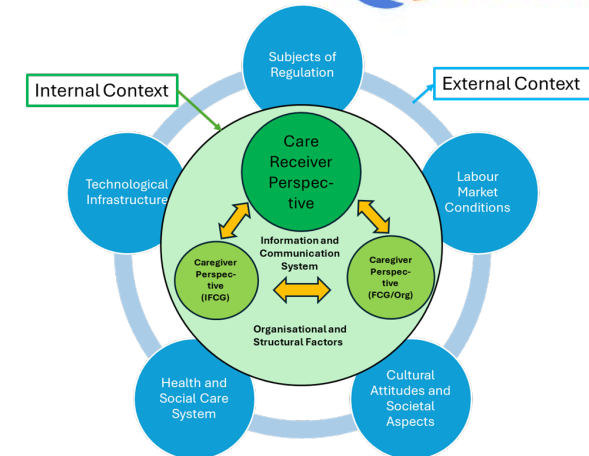 Subjects of
Regulation
Internal Context
External Context
Care
Receiver
Perspec-
tive
Technological
Infrastructure
Labour
Market
Conditions
Information and
Communication
System
Caregiver
Perspec-
tive
(IFCG)
Caregiver
Perspec-
tive
(FCG/Org)
Organisational and
Structural Factors
Health and
Social Care
System
Cultural
Attitudes and
Societal
Aspects